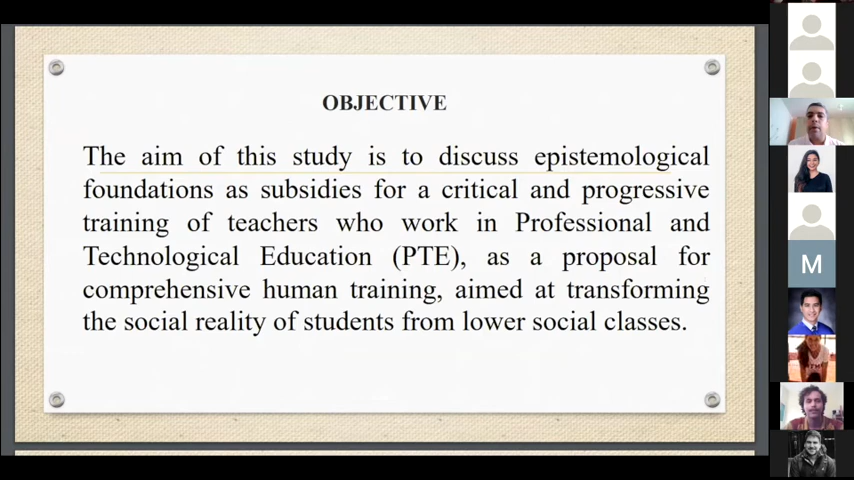 OBJECTIVE
The aim of this study is to discuss epistemological
foundations as subsidies for a critical and progressive
training of teachers who work in Professional and
Technological Education (PTE), as a proposal for
comprehensive human training, aimed at transforming
the social reality of students from lower social classes.
M